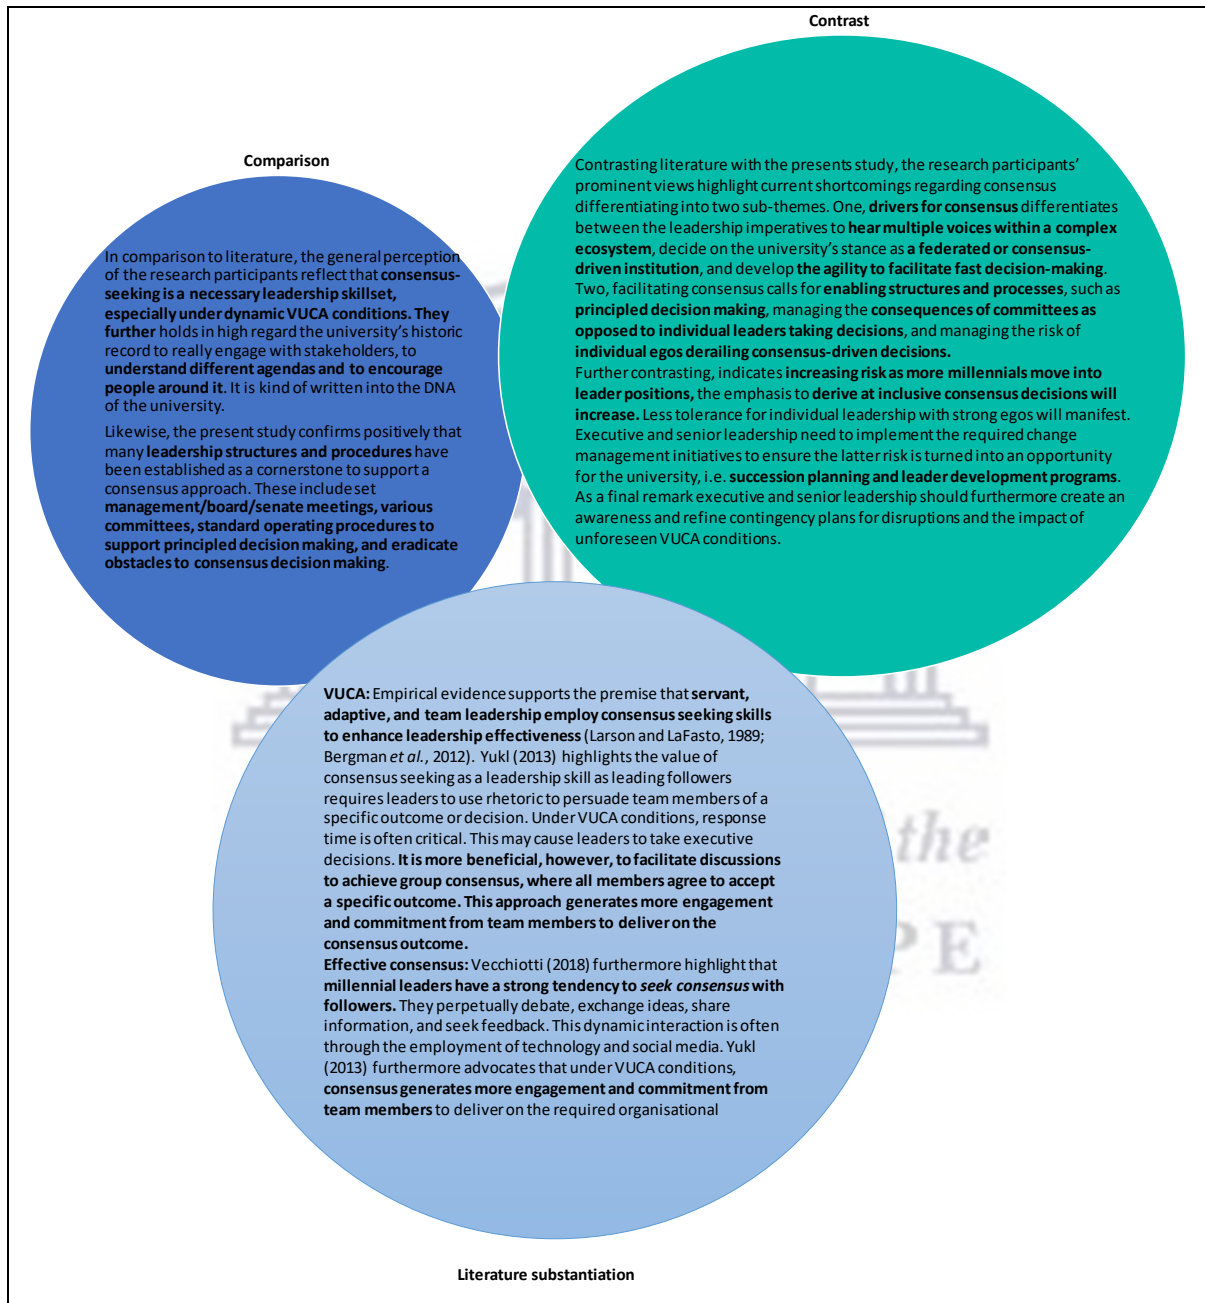 Contrast
Contrasting literature with the presents study, the research participants'
prominent views highlight current shortcomings regarding consensus
differentiating into two sub-themes. One, drivers for consensus differentiates
between the leadership imperatives to hear multiple voices within a complex
ecosystem, decide on the university's stance as a federated or consensus-
driven institution, and develop the agility to facilitate fast decision-making.
Two, facilitating consensus calls for enabling structures and processes, such as
principled decision making, managing the consequences of committees as
opposed to individual leaders taking decisions, and managing the risk of
individual egos derailing consensus-driven decisions.
Further contrasting, indicates increasing risk as more millennials move into
leader positions, the emphasis to derive at inclusive consensus decisions will
increase. Less tolerance for individual leadership with strong egos will manifest.
Executive and senior leadership need to implement the required change
management initiatives to ensure the latter risk is turned into an opportunity
for the university, i.e. succession planning and leader development programs.
As a final remark executive and senior leadership should furthermore create an
awareness and refine contingency plans for disruptions and the impact of
unforeseen VUCA conditions.
Comparison
In comparison to literature, the general perception
of the research participants reflect that consensus-
seeking is a necessary leadership skillset,
especially under dynamic VUCA conditions. They
further holds in high regard the university's historic
record to really engage with stakeholders, to
understand different agendas and to encourage
people around it. It is kind of written into the DNA
of the university.
Likewise, the present study confirms positively that
many leadership structures and procedures have
been established as a cornerstone to support a
consensus approach. These include set
management/board/senate meetings, various
committees, standard operating procedures to
support principled decision making, and eradicate
obstacles to consensus decision making.
VUCA: Empirical evidence supports the premise that servant,
adaptive, and team leadership employ consensus seeking skills
to enhance leadership effectiveness (Larson and LaFasto, 1989;
Bergman et al., 2012). Yukl (2013) highlights the value of
consensus seeking as a leadership skill as leading followers
requires leaders to use rhetoric to persuade team members of a
specific outcome or decision. Under VUCA conditions, response
time is often critical. This may cause leaders to take executive
decisions. It is more beneficial, however, to facilitate discussions
to achieve group consensus, where all members agree to accept
a specific outcome. This approach generates more engagement
and commitment from team members to deliver on the
consensus outcome.
Effective consensus: Vecchiotti (2018) furthermore highlight that
millennial leaders have a strong tendency to seek consensus with
followers. They perpetually debate, exchange ideas, share
information, and seek feedback. This dynamic interaction is often
through the employment of technology and social media. Yukl
(2013) furthermore advocates that under VUCA conditions,
consensus generates more engagement and commitment from
team members to deliver on the required organisational
the
PE
Literature substantiation